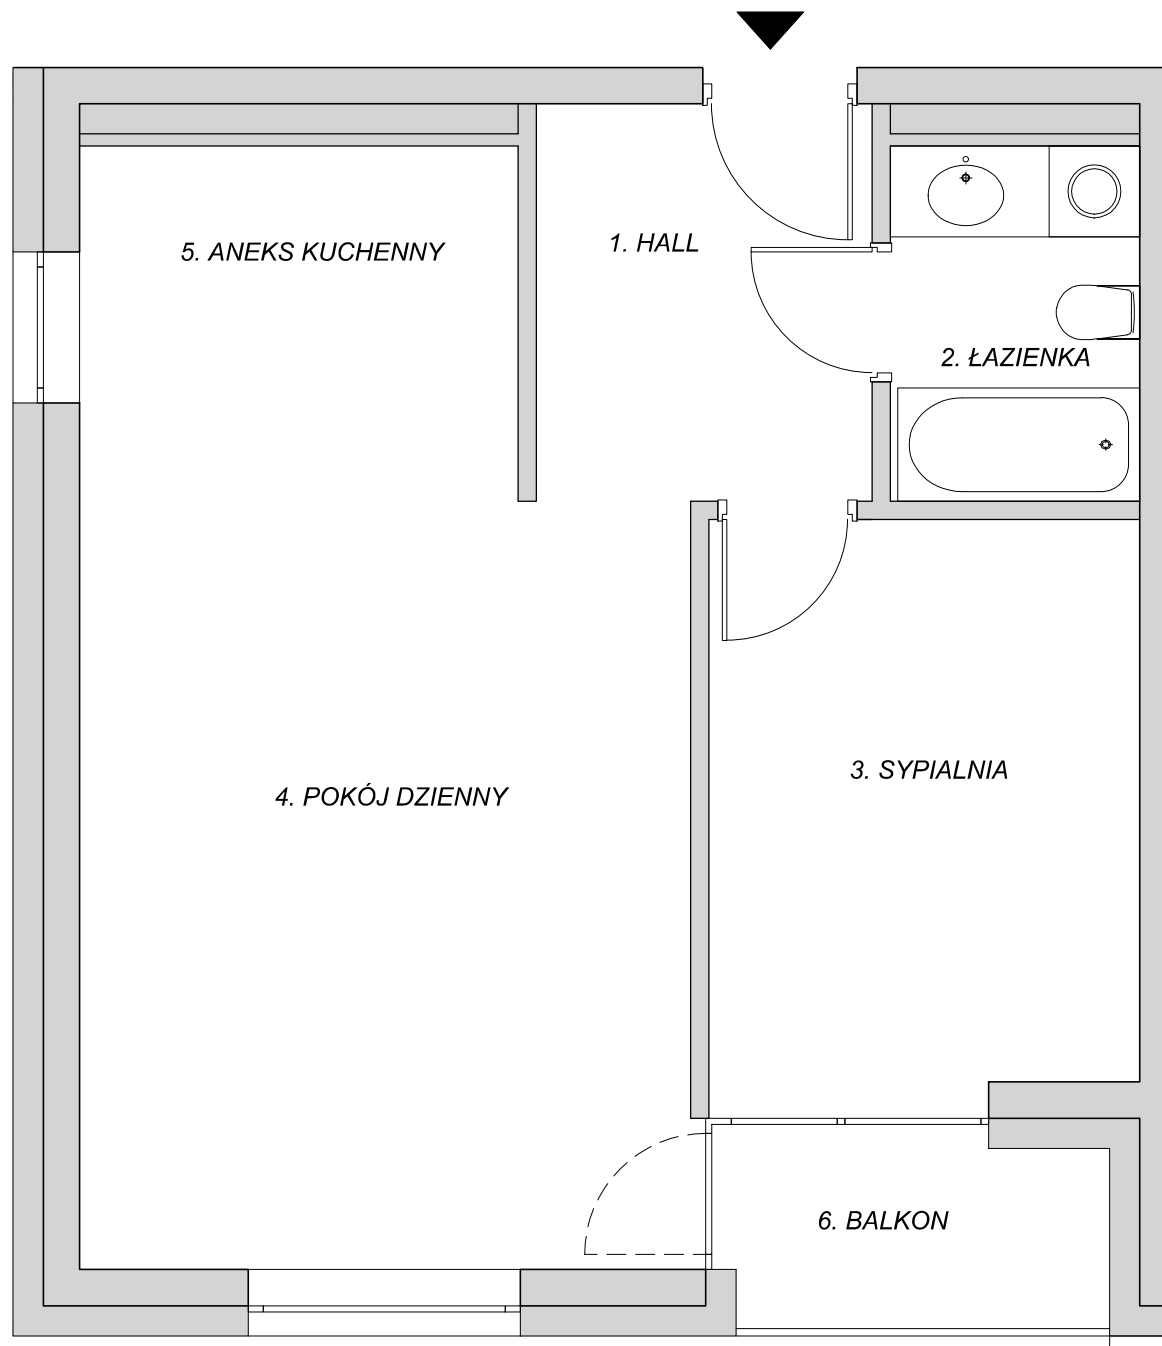 1. HALL
5. ANEKS KUCHENNY
2. ŁAZIENKA
3. SYPIALNIA
4. POKÓJ DZIENNY
6. BALKON